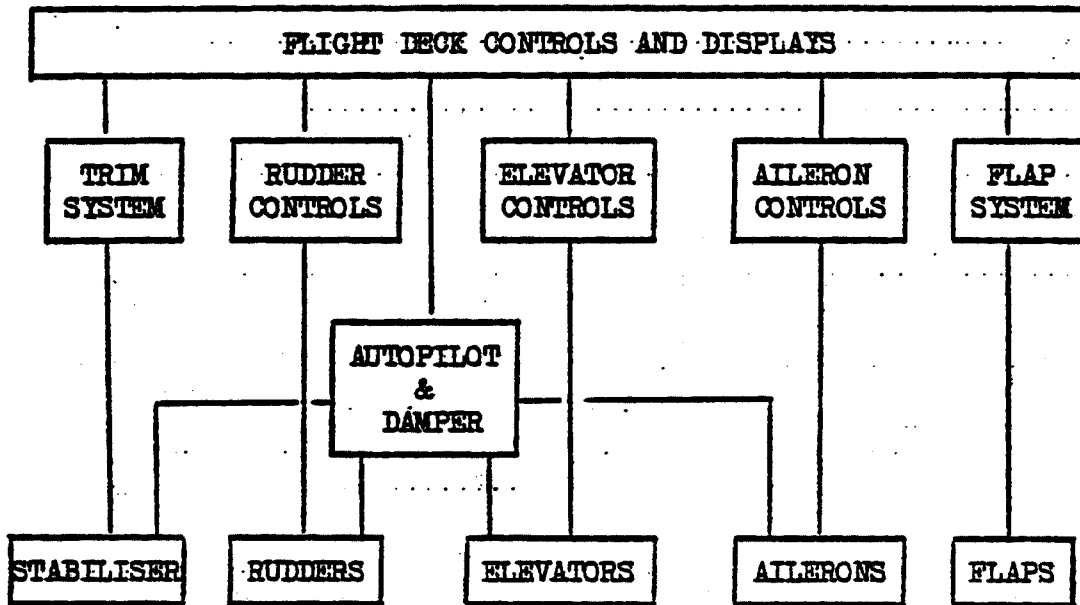 FLIGHT DECK CONTROLS AND DISPLAYS
TRIM
SYSTEM
RUDDER
CONTROLS
ELEVATOR
CONTROLS
AILERON
CONTROLS
FLAP
SYSTEM
AUTOPILOT
&
DAMPER
STABILISER
RUDDERS
ELEVATORS
AILERONS
FLAPS